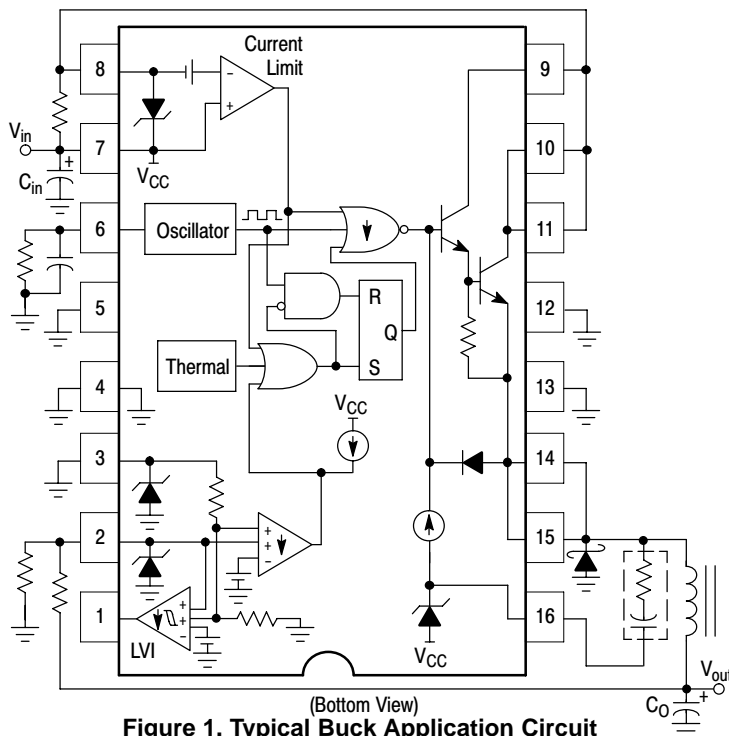 Current
Limit
8
9
V_in
7
10
C_in
+
V_CC
-
+
6
Oscillator
11
5
R
12
Q
Thermal
S
4
13
V_CC
3
14
2
+
+
-
15
1
LVI
+
+
-
16
V_CC
V_out
(Bottom View)
C_O
+
Figure 1. Typical Buck Application Circuit